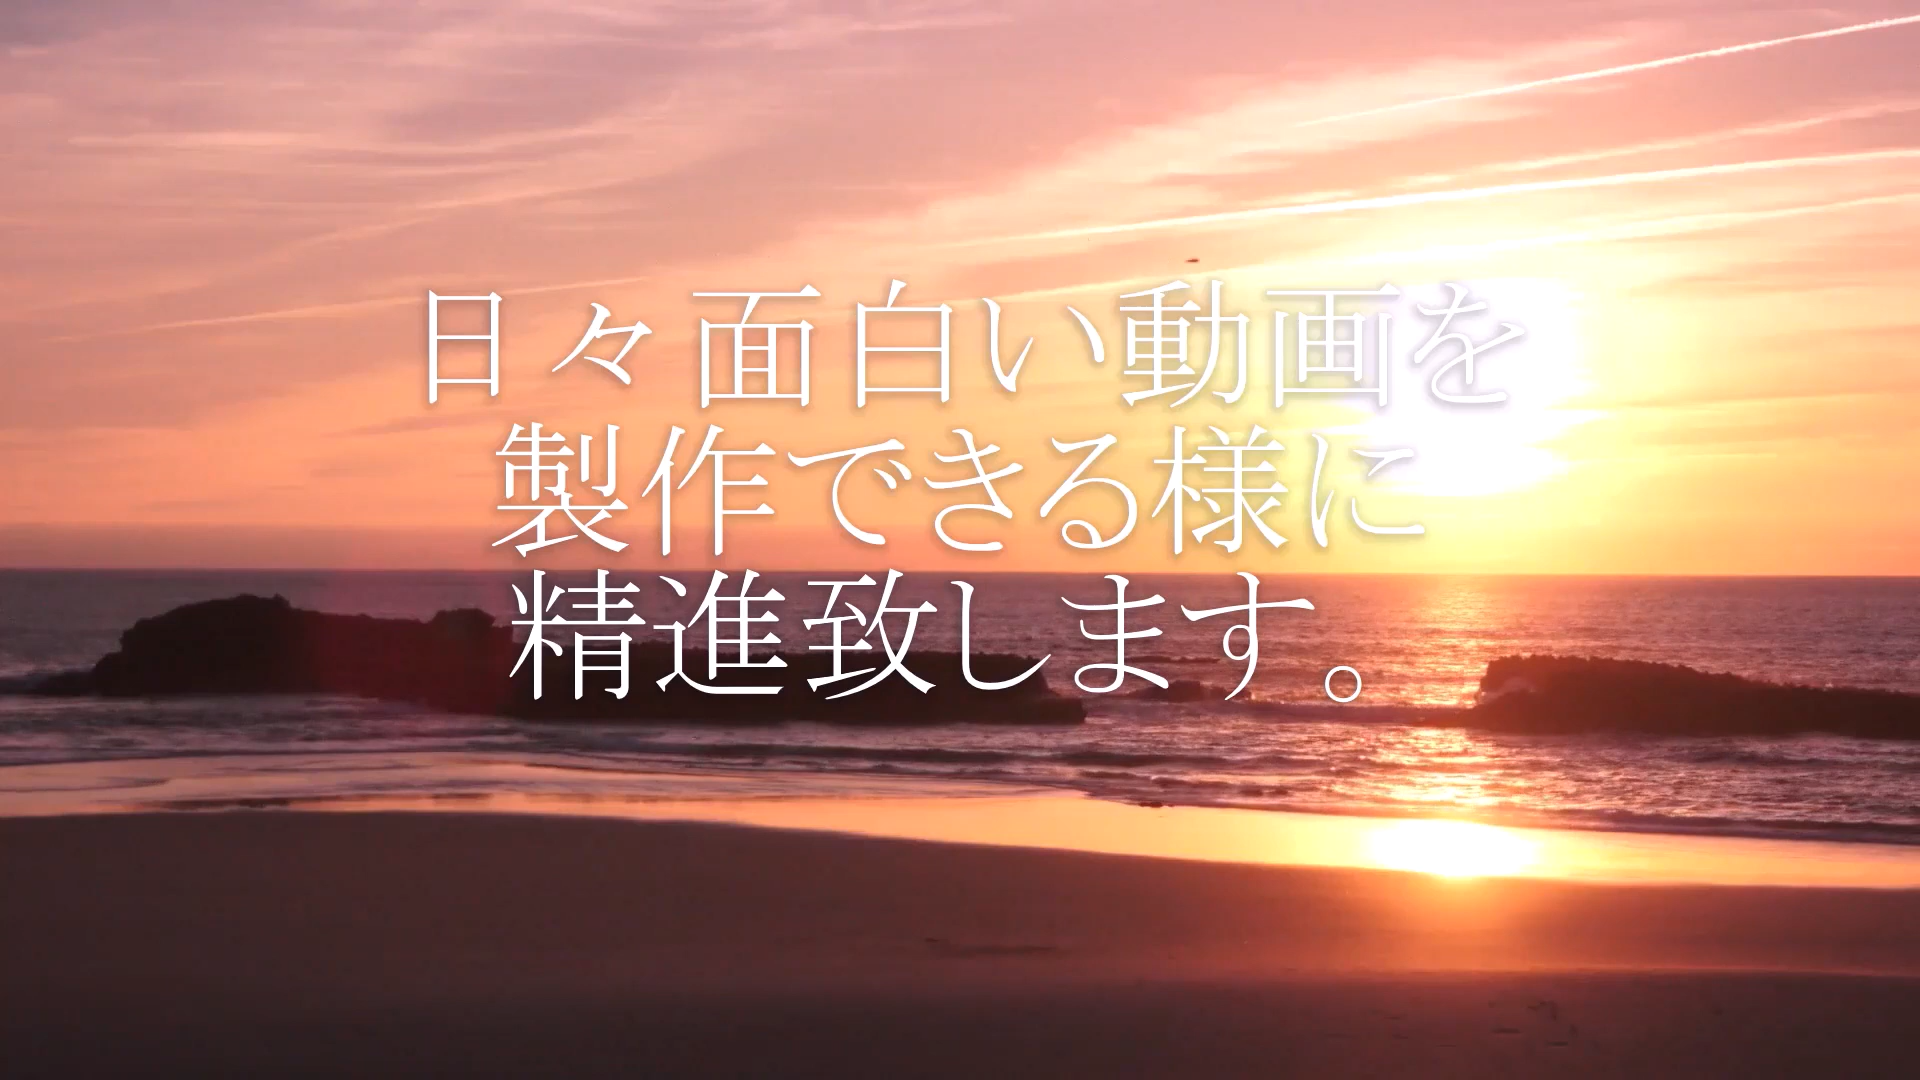 日々面白い動画を
製作できる様に
精進致します。